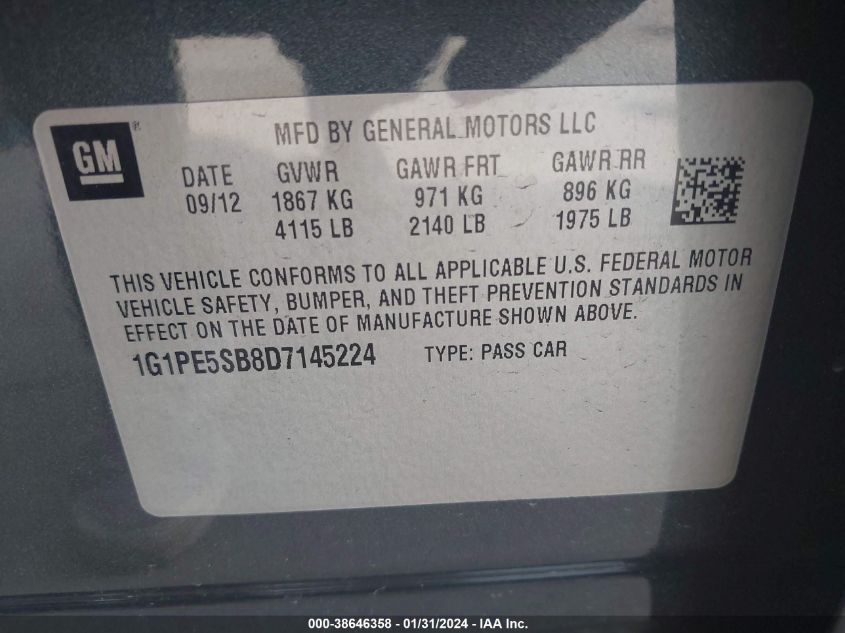 GM
MFD BY GENERAL MOTORS LLC
DATE GVWR GAWR FRT GAWR RR
09/12 1867 KG 971 KG 896 KG
4115 LB 2140 LB 1975 LB
THIS VEHICLE CONFORMS TO ALL APPLICABLE U.S. FEDERAL MOTOR
VEHICLE SAFETY, BUMPER, AND THEFT PREVENTION STANDARDS IN
EFFECT ON THE DATE OF MANUFACTURE SHOWN ABOVE.
1G1PE5SB8D7145224 TYPE: PASS CAR
000-38646358 - 01/31/2024 - IAA Inc.